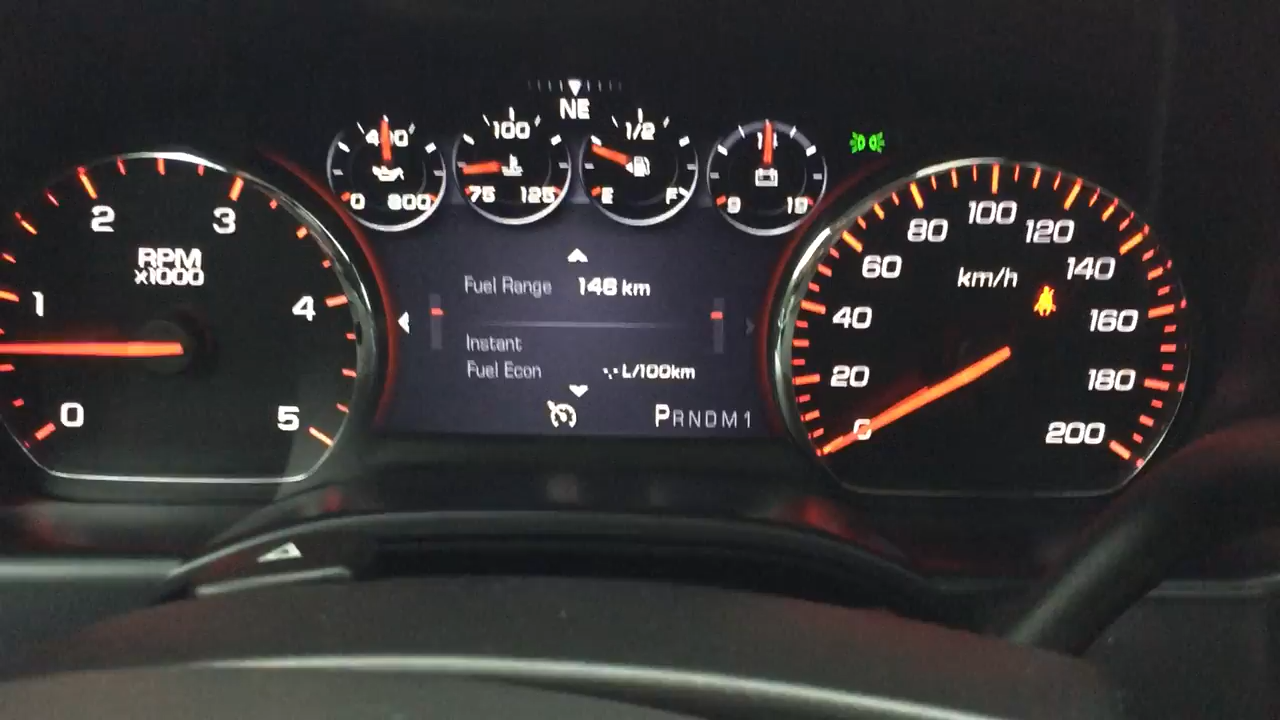 NE
400
0 800
100
75 125
1/2
E F
14
9 19
RPM
x1000
0 1 2 3 4 5
Fuel Range 146 km
Instant
Fuel Econ L/100km
PRNDM1
km/h
0 20 40 60 80 100 120 140 160 180 200